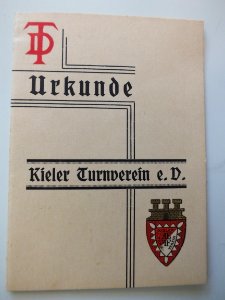 Urkunde
Kieler Turnverein e. V.